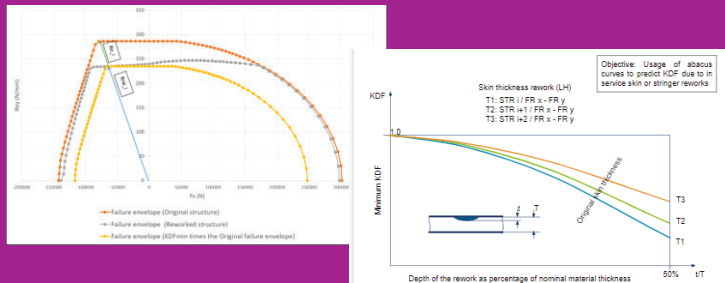 350
300
250
200
150
100
50
0
Nxy (N/mm)
-200000 -150000 -100000 -50000 0 50000 100000 150000 200000 250000 300000
Fx (N)
Failure envelope (Original structure)
Failure envelope (Reworked structure)
Failure envelope (KDFmin times the Original failure envelope)
Objective: Usage of abacus
curves to predict KDF due to in
service skin or stringer reworks
Skin thickness rework (LH)
T1: STR i / FR x - FR y
T2: STR i+1 / FR x - FR y
T3: STR i+2 / FR x - FR y
KDF
1.0
Minimum KDF
Original skin thickness
t
T
T3
T2
T1
50%
t/T
Depth of the rework as percentage of nominal material thickness